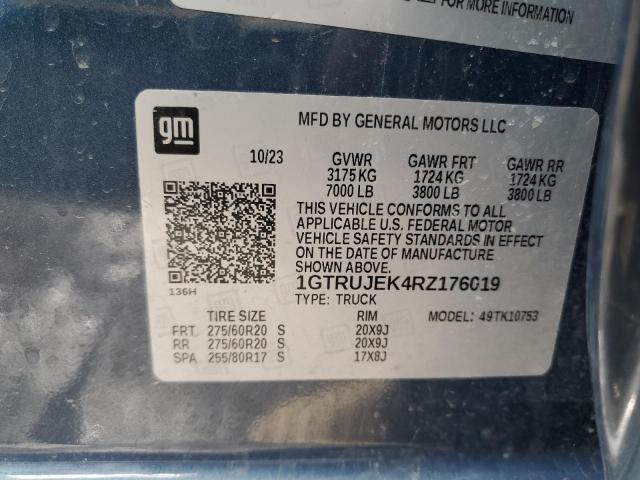 FOR MORE INFORMATION
gm
MFD BY GENERAL MOTORS LLC
10/23 GVWR GAWR FRT GAWR RR
3175 KG 1724 KG 1724 KG
7000 LB 3800 LB 3800 LB
THIS VEHICLE CONFORMS TO ALL
APPLICABLE U.S. FEDERAL MOTOR
VEHICLE SAFETY STANDARDS IN EFFECT
ON THE DATE OF MANUFACTURE
SHOWN ABOVE.
136H
1GTRUJEK4RZ176019
TYPE: TRUCK
TIRE SIZE RIM MODEL: 49TK10753
FRT 275/60R20 S 20X9J
RR 275/60R20 S 20X9J
SPA 255/80R17 S 17X8J